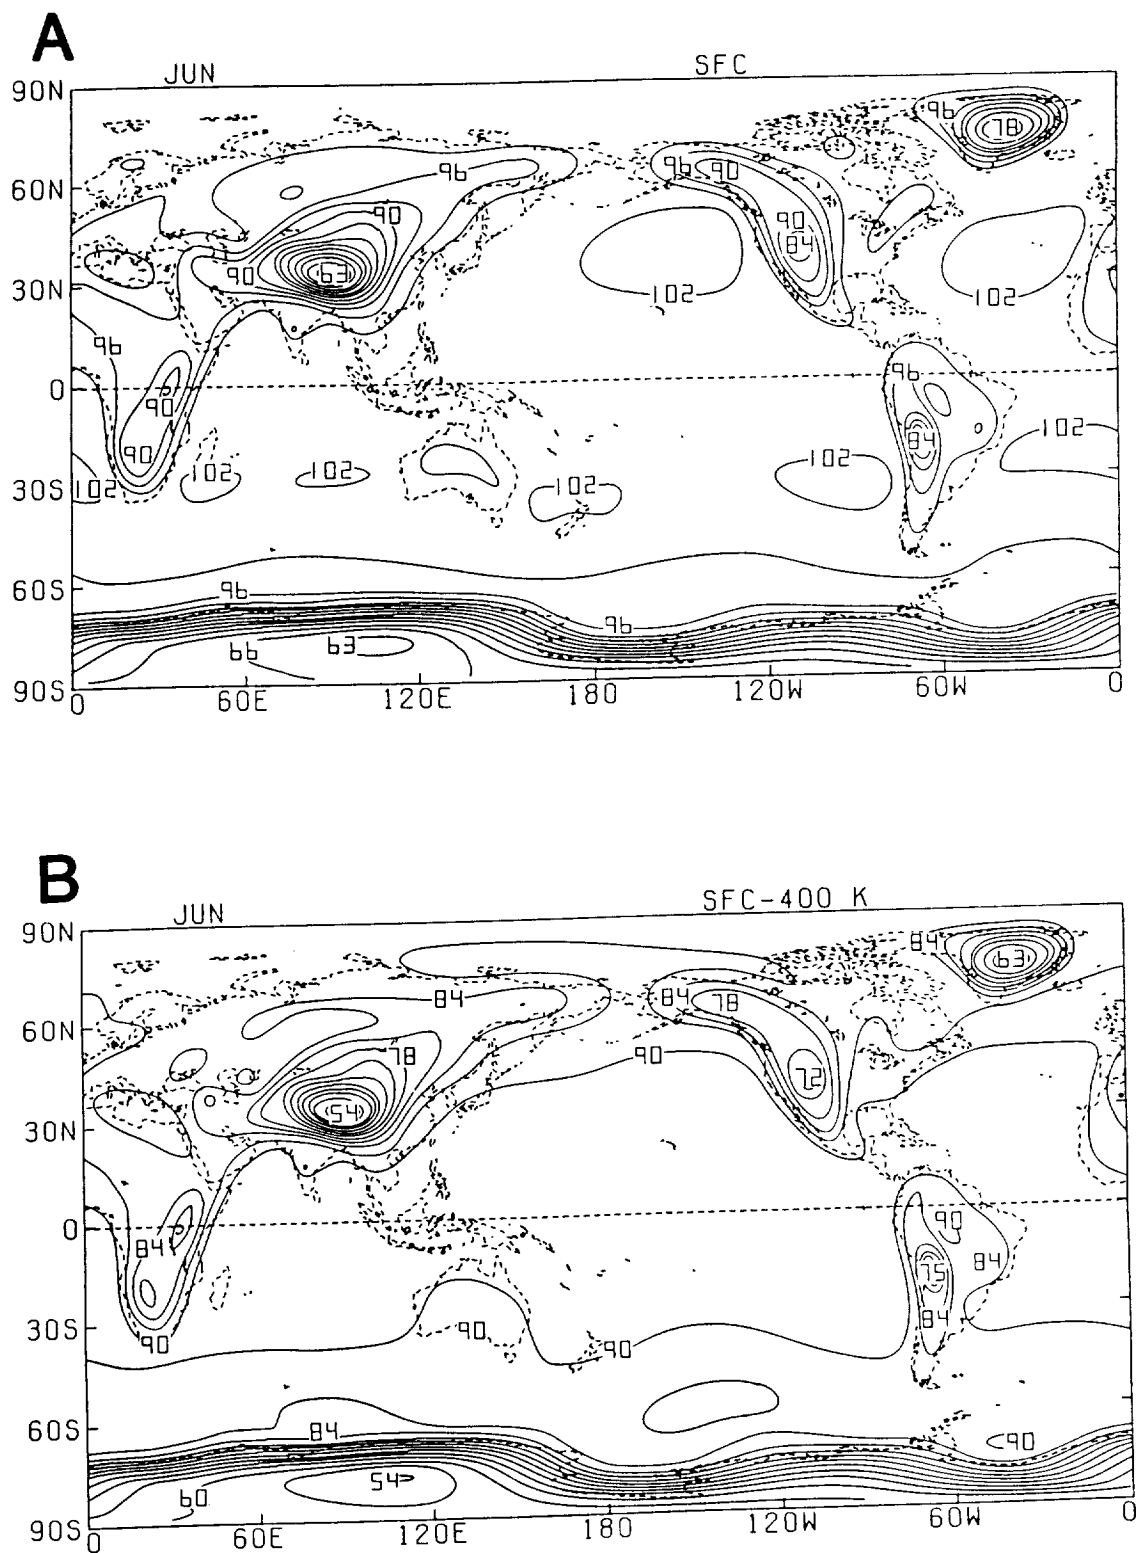 A
JUN SFC
90N
96 78
96 96 90
60N
90 90
84
63
90
30N 102 102
96
0 96
90
84
90 102
102 102 102
30S 102 102
60S 96
96
66 63
90S
0 60E 120E 180 120W 60W 0
B
JUN SFC-400 K
90N
84 63
84 84 78
60N
78 90
72
54
30N
0 90
84 84
75
84
30S 90 90 90
60S 84 90
54
60
90S
0 60E 120E 180 120W 60W 0